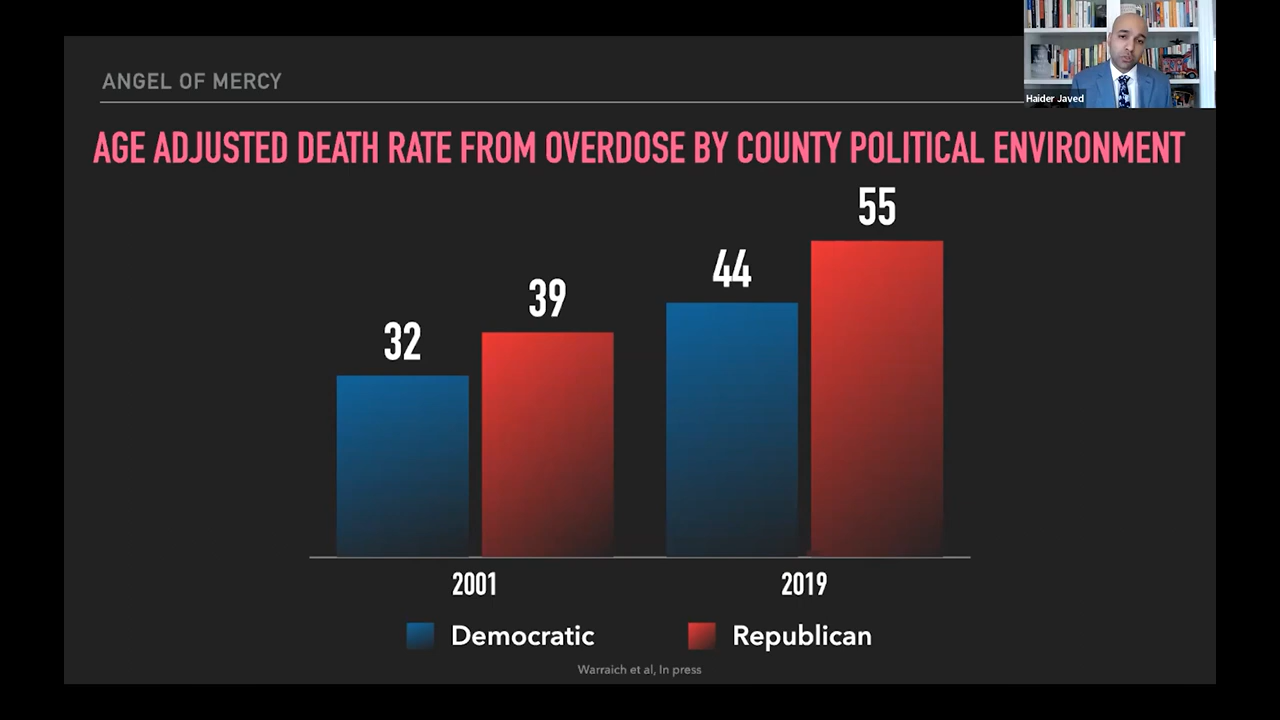 ANGEL OF MERCY
Haider Javed
AGE ADJUSTED DEATH RATE FROM OVERDOSE BY COUNTY POLITICAL ENVIRONMENT
32
39
44
55
2001
2019
Democratic
Republican
Warraich et al, In press